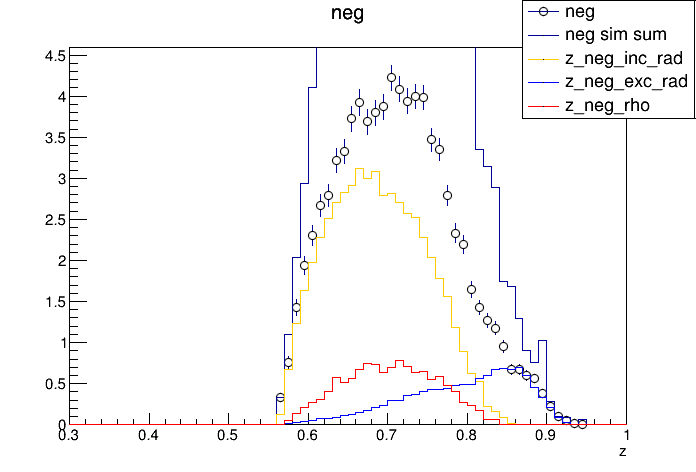 neg
neg
neg sim sum
z_neg_inc_rad
z_neg_exc_rad
z_neg_rho
4.5
4
3.5
3
2.5
2
1.5
1
0.5
0
0.3 0.4 0.5 0.6 0.7 0.8 0.9 1
z